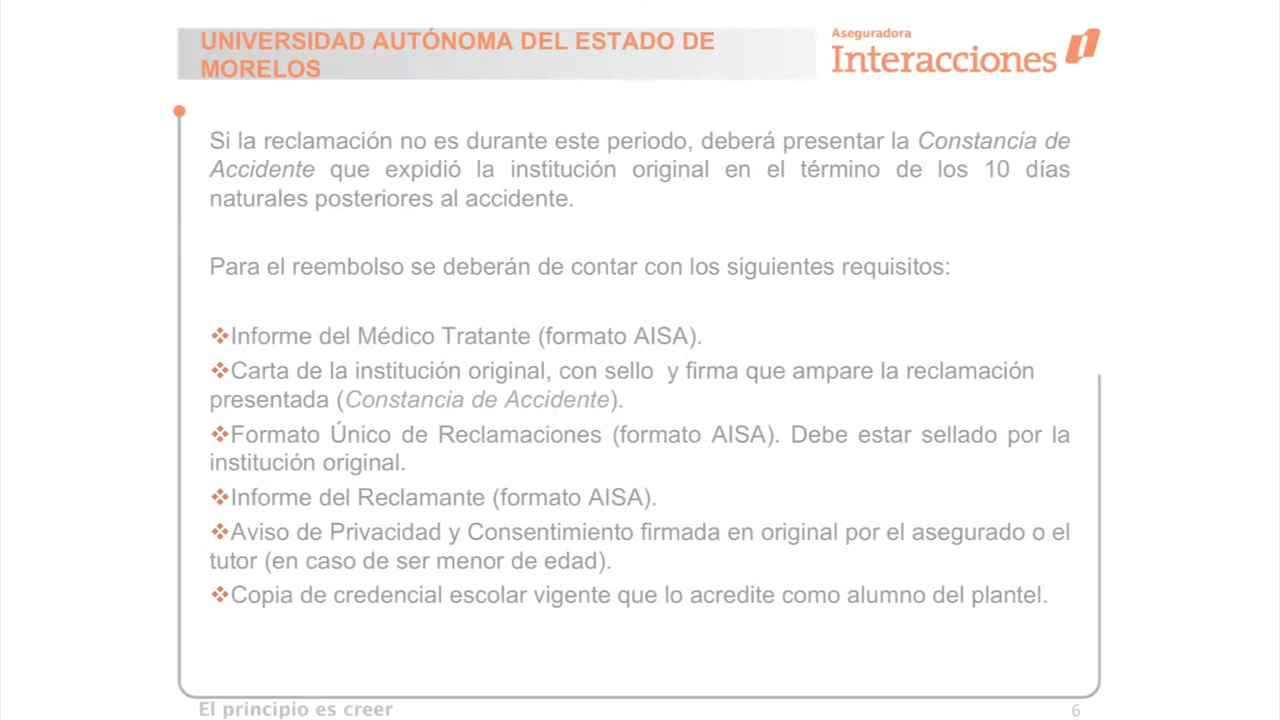 UNIVERSIDAD AUTÓNOMA DEL ESTADO DE
MORELOS
Aseguradora
Interacciones
Si la reclamación no es durante este periodo, deberá presentar la Constancia de
Accidente que expidió la institución original en el término de los 10 días
naturales posteriores al accidente.
Para el reembolso se deberán de contar con los siguientes requisitos:
❖Informe del Médico Tratante (formato AISA).
❖Carta de la institución original, con sello y firma que ampare la reclamación
presentada (Constancia de Accidente).
❖Formato Único de Reclamaciones (formato AISA). Debe estar sellado por la
institución original.
❖Informe del Reclamante (formato AISA).
❖Aviso de Privacidad y Consentimiento firmada en original por el asegurado o el
tutor (en caso de ser menor de edad).
❖Copia de credencial escolar vigente que lo acredite como alumno del plantel.
El principio es creer
6